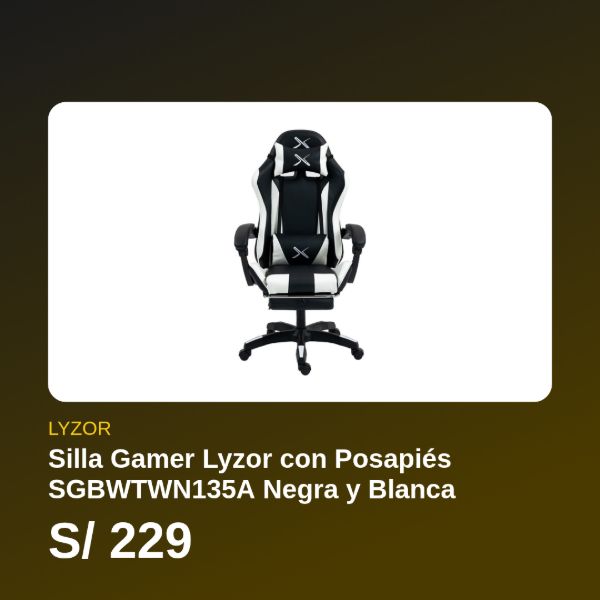 LYZOR
Silla Gamer Lyzor con Posapiés
SGBWTWN135A Negra y Blanca
S/ 229